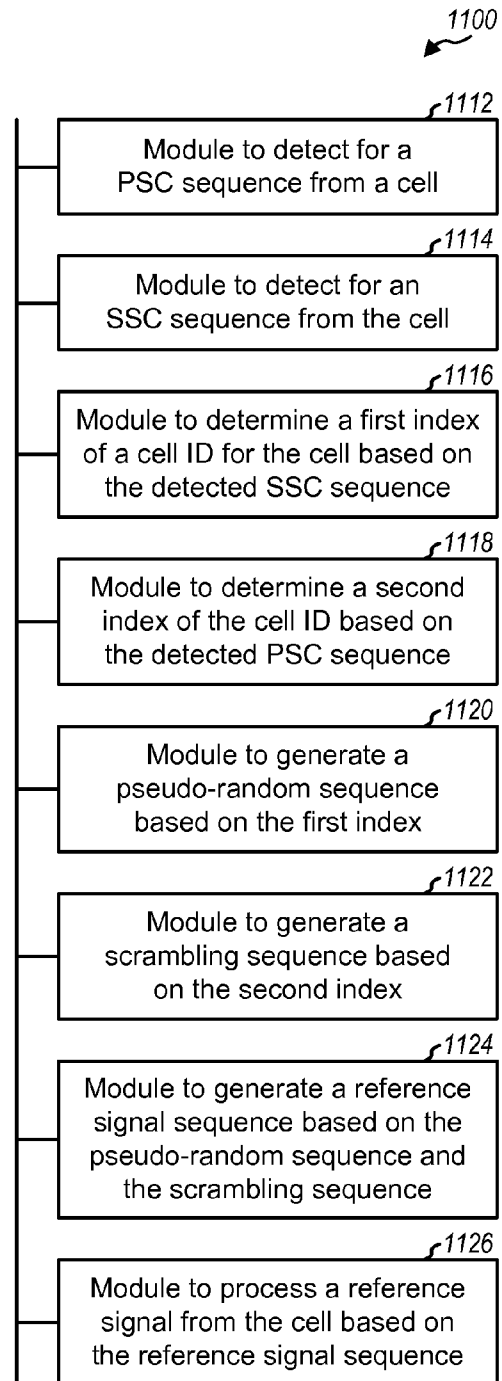 1100
1112
Module to detect for a
PSC sequence from a cell
1114
Module to detect for an
SSC sequence from the cell
1116
Module to determine a first index
of a cell ID for the cell based on
the detected SSC sequence
1118
Module to determine a second
index of the cell ID based on
the detected PSC sequence
1120
Module to generate a
pseudo-random sequence
based on the first index
1122
Module to generate a
scrambling sequence based
on the second index
1124
Module to generate a reference
signal sequence based on the
pseudo-random sequence and
the scrambling sequence
1126
Module to process a reference
signal from the cell based on
the reference signal sequence